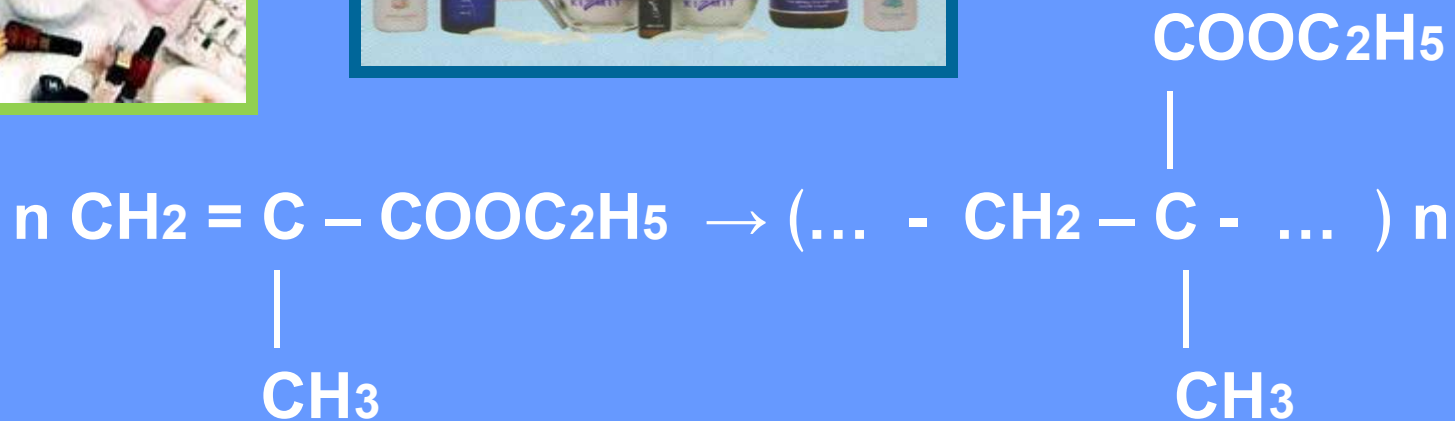 COOC2H5
n CH2 = C – COOC2H5 → (… - CH2 – C - … ) n
CH3 CH3